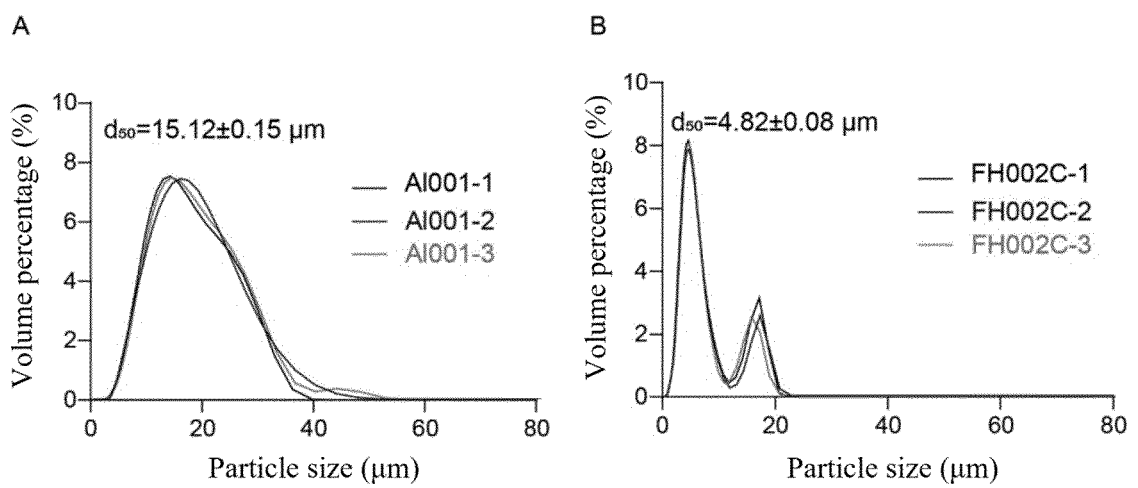 A
Volume percentage (%)
10
8
6
4
2
0
d₅₀=15.12±0.15 μm
Al001-1
Al001-2
Al001-3
0 20 40 60 80
Particle size (μm)
B
Volume percentage (%)
10
8
6
4
2
0
d₅₀=4.82±0.08 μm
FH002C-1
FH002C-2
FH002C-3
0 20 40 60 80
Particle size (μm)